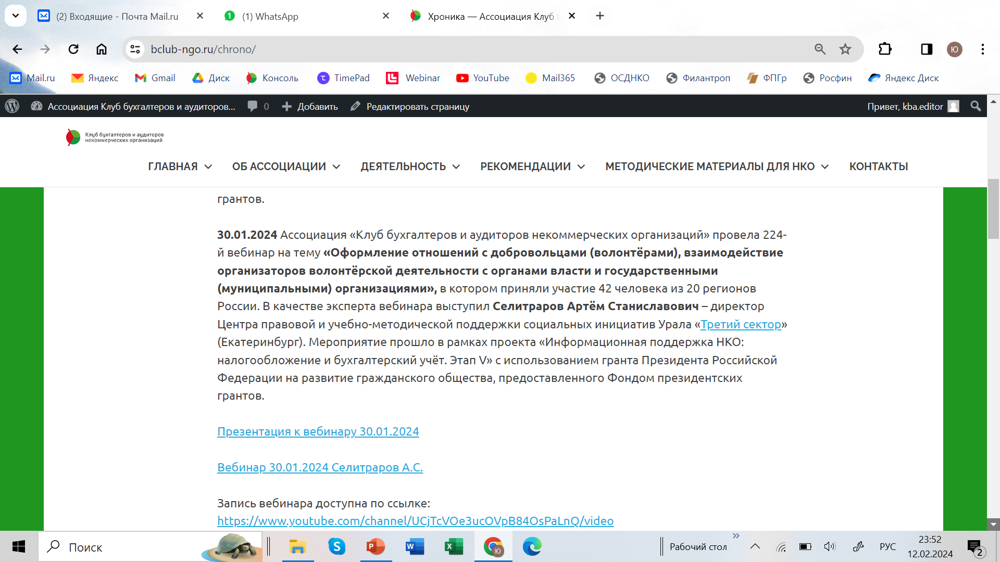 (2) Входящие - Почта Mail.ru
(1) WhatsApp
Хроника — Ассоциация Клуб
bclub-ngo.ru/chrono/
Ю
Mail.ru
Яндекс
Gmail
Диск
Консоль
TimePad
Webinar
YouTube
Mail365
ОСДНКО
Филантроп
ФПГр
Росфин
Яндекс Диск
Ассоциация Клуб бухгалтеров и аудиторов...
0
Добавить
Редактировать страницу
Привет, kba.editor
Клуб бухгалтеров и аудиторов
некоммерческих организаций
ГЛАВНАЯ
ОБ АССОЦИАЦИИ
ДЕЯТЕЛЬНОСТЬ
РЕКОМЕНДАЦИИ
МЕТОДИЧЕСКИЕ МАТЕРИАЛЫ ДЛЯ НКО
КОНТАКТЫ
грантов.
30.01.2024 Ассоциация «Клуб бухгалтеров и аудиторов некоммерческих организаций» провела 224-
й вебинар на тему «Оформление отношений с добровольцами (волонтёрами), взаимодействие
организаторов волонтёрской деятельности с органами власти и государственными
(муниципальными) организациями», в котором приняли участие 42 человека из 20 регионов
России. В качестве эксперта вебинара выступил Селитраров Артём Станиславович – директор
Центра правовой и учебно-методической поддержки социальных инициатив Урала «Третий сектор»
(Екатеринбург). Мероприятие прошло в рамках проекта «Информационная поддержка НКО:
налогообложение и бухгалтерский учёт. Этап V» с использованием гранта Президента Российской
Федерации на развитие гражданского общества, предоставленного Фондом президентских
грантов.
Презентация к вебинару 30.01.2024
Вебинар 30.01.2024 Селитраров А.С.
Запись вебинара доступна по ссылке:
https://www.youtube.com/channel/UCjTcVOe3ucOVpB84OsPaLnQ/video
Поиск
Рабочий стол
РУС
23:52
12.02.2024
2